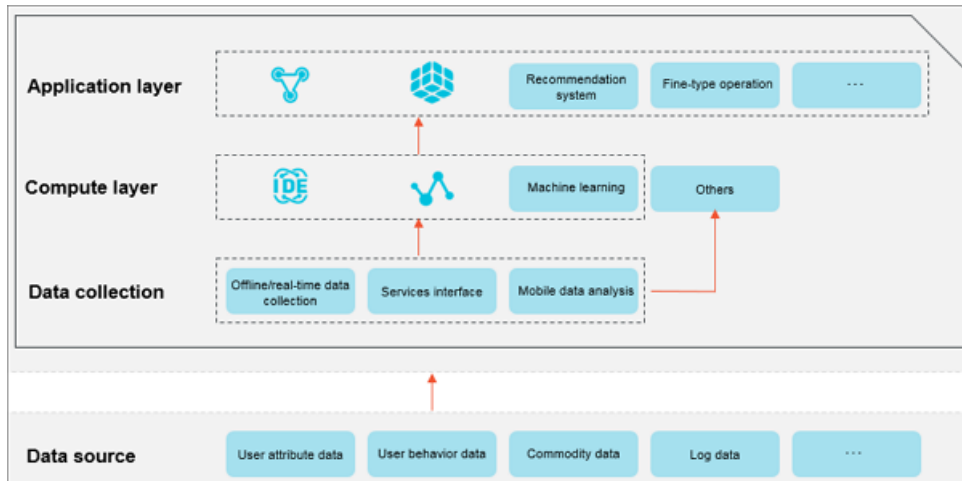 Application layer
Recommendation
system
Fine-type operation
...
Compute layer
IDE
Machine learning
Others
Data collection
Offline/real-time data
collection
Services interface
Mobile data analysis
Data source
User attribute data
User behavior data
Commodity data
Log data
...